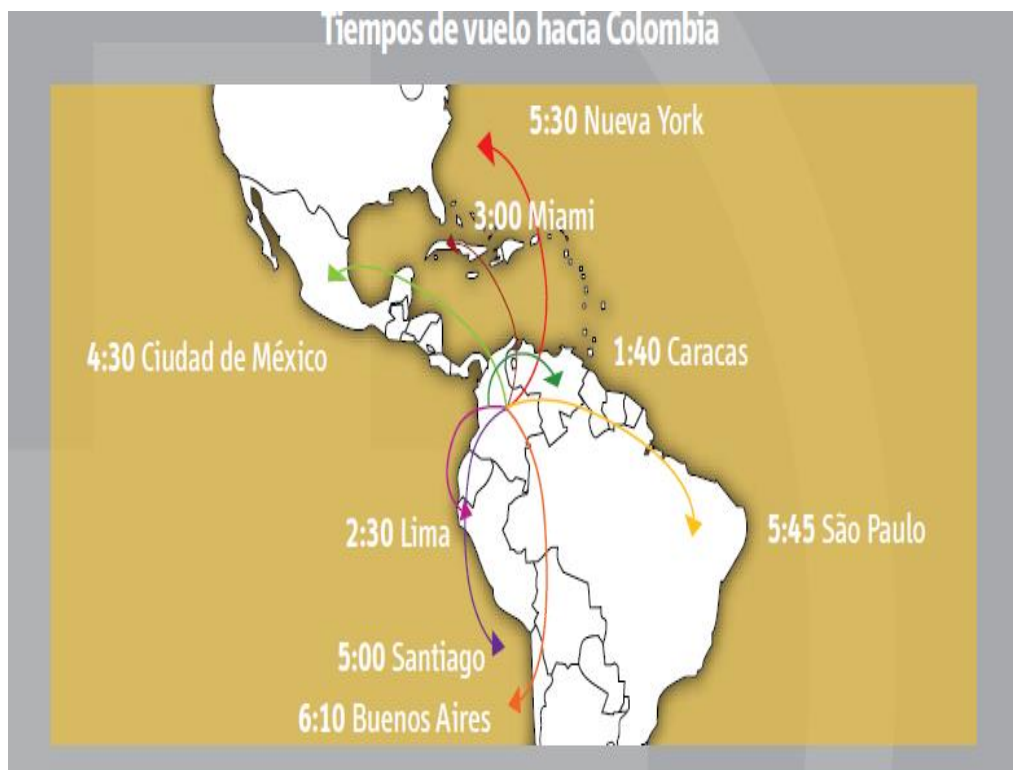 Tiempos de vuelo hacia Colombia
5:30 Nueva York
3:00 Miami
4:30 Ciudad de México
1:40 Caracas
2:30 Lima
5:45 São Paulo
5:00 Santiago
6:10 Buenos Aires